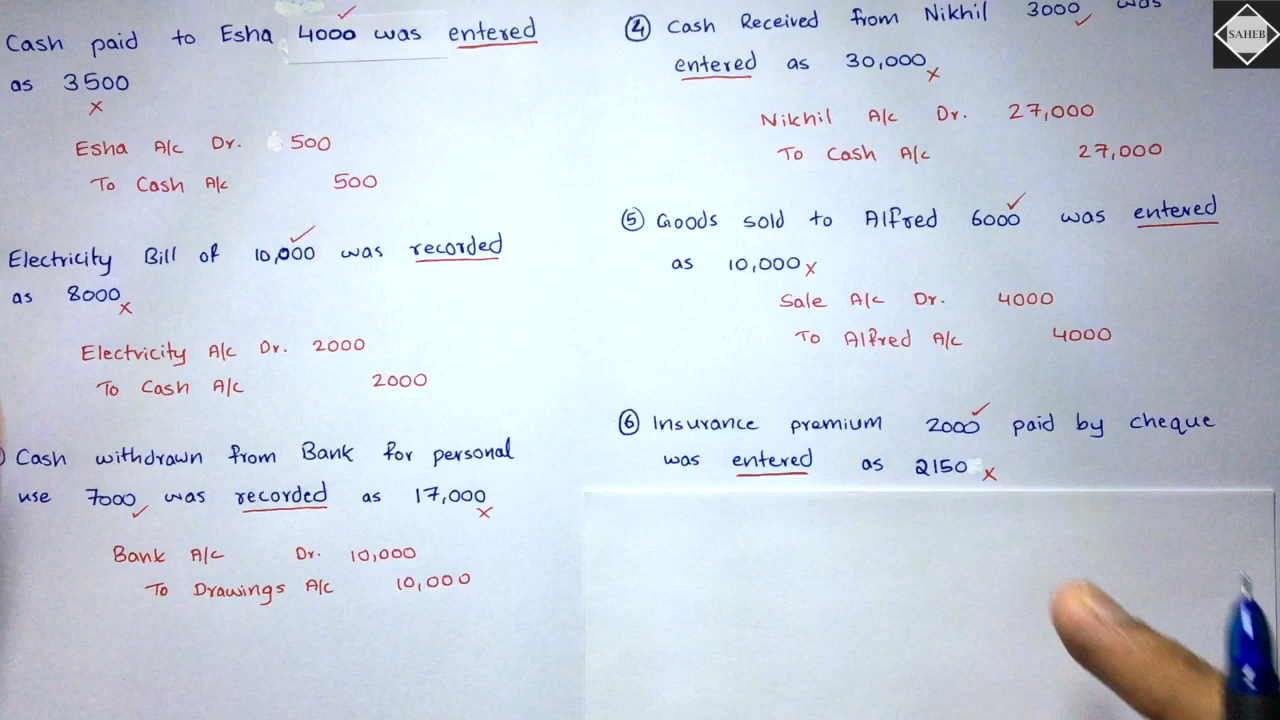 Cash paid to Esha 4000 was entered
as 3500
x
Esha A/c Dr. 500
To Cash A/c 500
Electricity Bill of 10,000 was recorded
as 8000
x
Electricity A/c Dr. 2000
To Cash A/c 2000
Cash withdrawn from Bank for personal
use 7000 was recorded as 17,000
x
Bank A/c Dr. 10,000
To Drawings A/c 10,000
④ Cash Received from Nikhil 3000 was
entered as 30,000
x
Nikhil A/c Dr. 27,000
To Cash A/c 27,000
⑤ Goods sold to Alfred 6000 was entered
as 10,000 x
Sale A/c Dr. 4000
To Alfred A/c 4000
⑥ Insurance premium 2000 paid by cheque
was entered as 2150 x
SAHEB